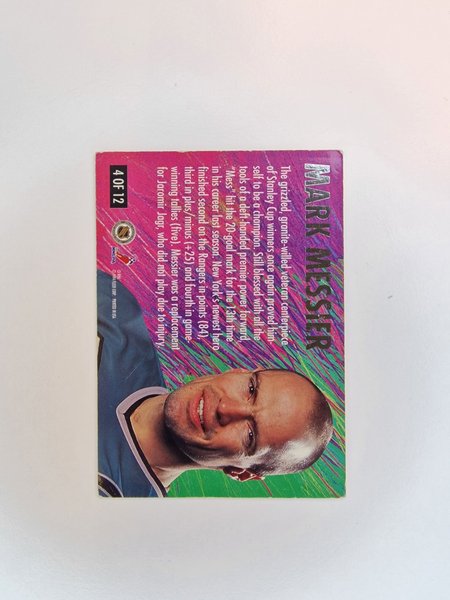 MARK MESSIER
The grizzled, granite-willed veteran centerpiece
of Stanley Cup winners once again proved him
self to be a champion. Still blessed with all the
tools of a deft-handed premier power forward,
"Mess" hit the 20-goal mark for the 13th time
in his career last season. New York's newest hero
finished second on the Rangers in points (84),
third in plus/minus (+25) and fourth in game-
winning tallies (five). Messier was a replacement
for Jaromir Jagr, who did not play due to injury.
4 OF 12